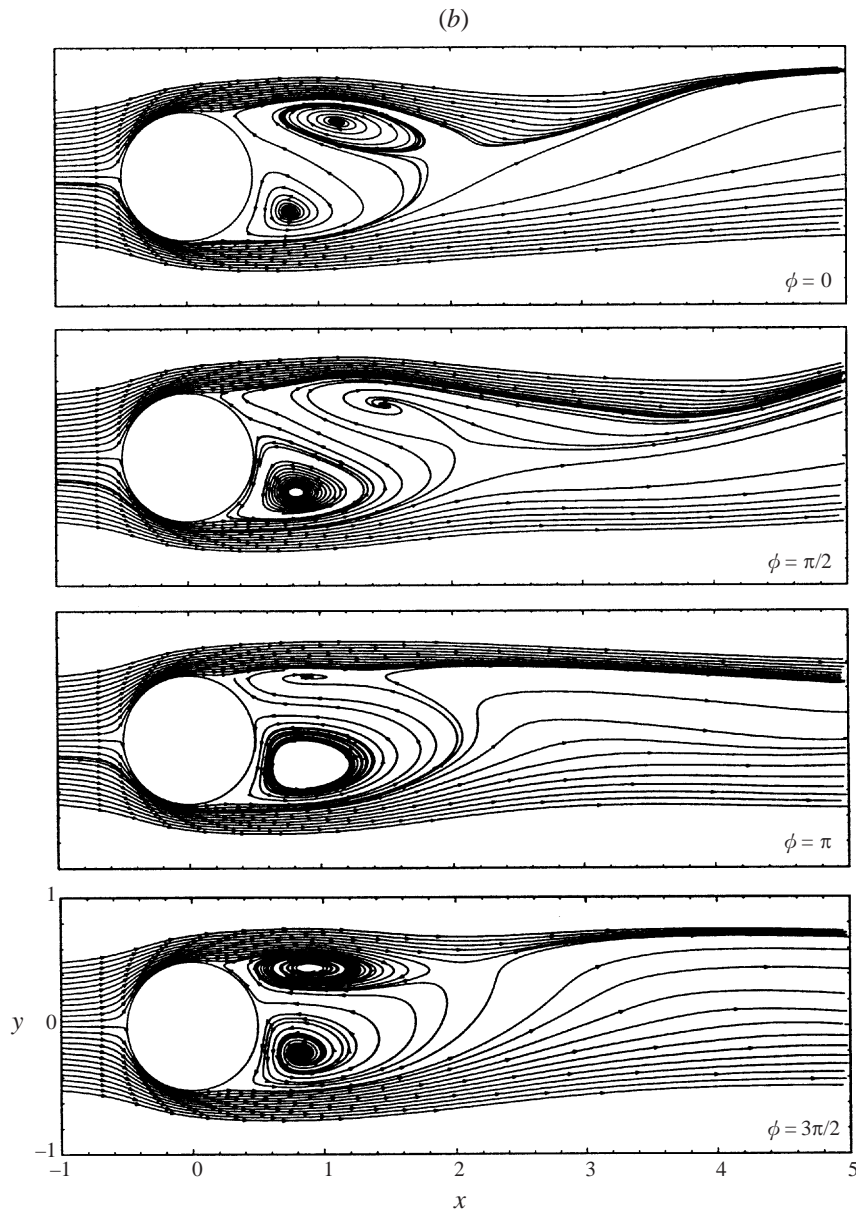 (b)
ϕ = 0
ϕ = π/2
ϕ = π
1
y
0
ϕ = 3π/2
–1
–1 0 1 2 3 4 5
x